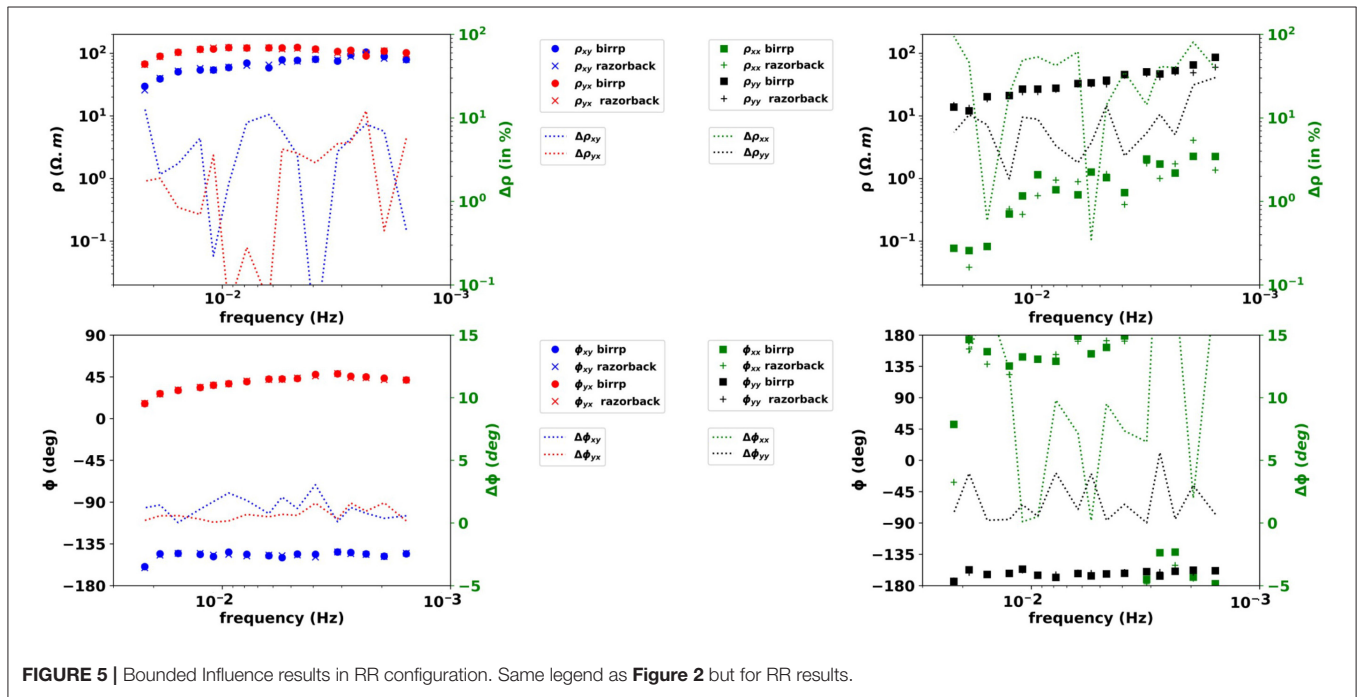 10²
10¹
10⁰
10⁻¹
ρ (Ω. m)
10²
10¹
10⁰
10⁻¹
Δρ (in %)
10⁻²
10⁻³
frequency (Hz)
ρxy birrp
ρxy razorback
ρyx birrp
ρyx razorback
Δρxy
Δρyx
ρxx birrp
ρxx razorback
ρyy birrp
ρyy razorback
Δρxx
Δρyy
10²
10¹
10⁰
10⁻¹
ρ (Ω. m)
10²
10¹
10⁰
10⁻¹
Δρ (in %)
10⁻²
10⁻³
frequency (Hz)
90
45
0
−45
−90
−135
−180
ϕ (deg)
15
10
5
0
−5
Δϕ (deg)
10⁻²
10⁻³
frequency (Hz)
ϕxy birrp
ϕxy razorback
ϕyx birrp
ϕyx razorback
Δϕxy
Δϕyx
ϕxx birrp
ϕxx razorback
ϕyy birrp
ϕyy razorback
Δϕxx
Δϕyy
180
135
90
45
0
−45
−90
−135
−180
ϕ (deg)
15
10
5
0
−5
Δϕ (deg)
10⁻²
10⁻³
frequency (Hz)
FIGURE 5 | Bounded Influence results in RR configuration. Same legend as Figure 2 but for RR results.